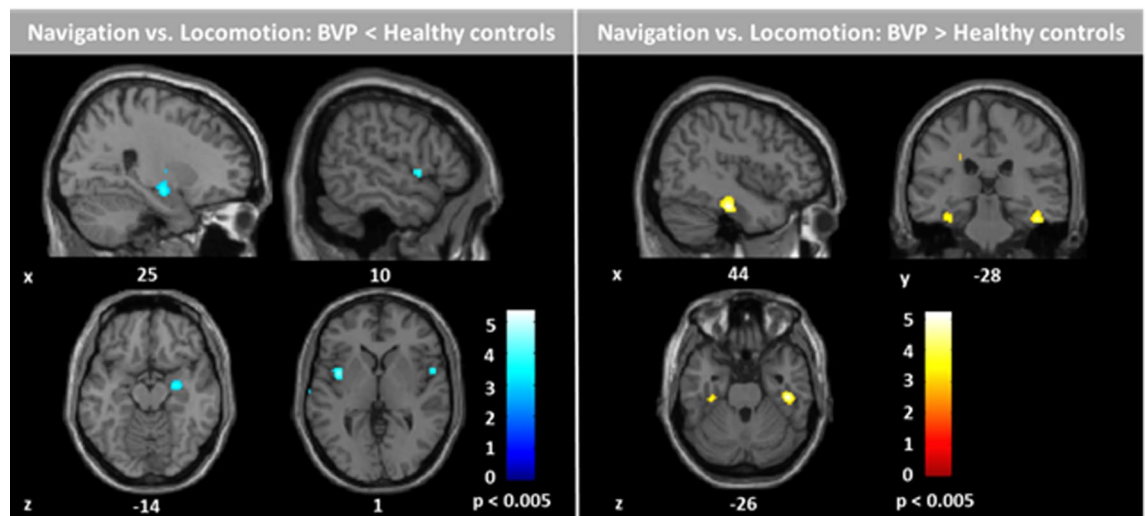 Navigation vs. Locomotion: BVP < Healthy controls
x 25 10
5
4
3
2
1
0
z -14 1 p < 0.005
Navigation vs. Locomotion: BVP > Healthy controls
x 44 y -28
5
4
3
2
1
0
z -26 p < 0.005